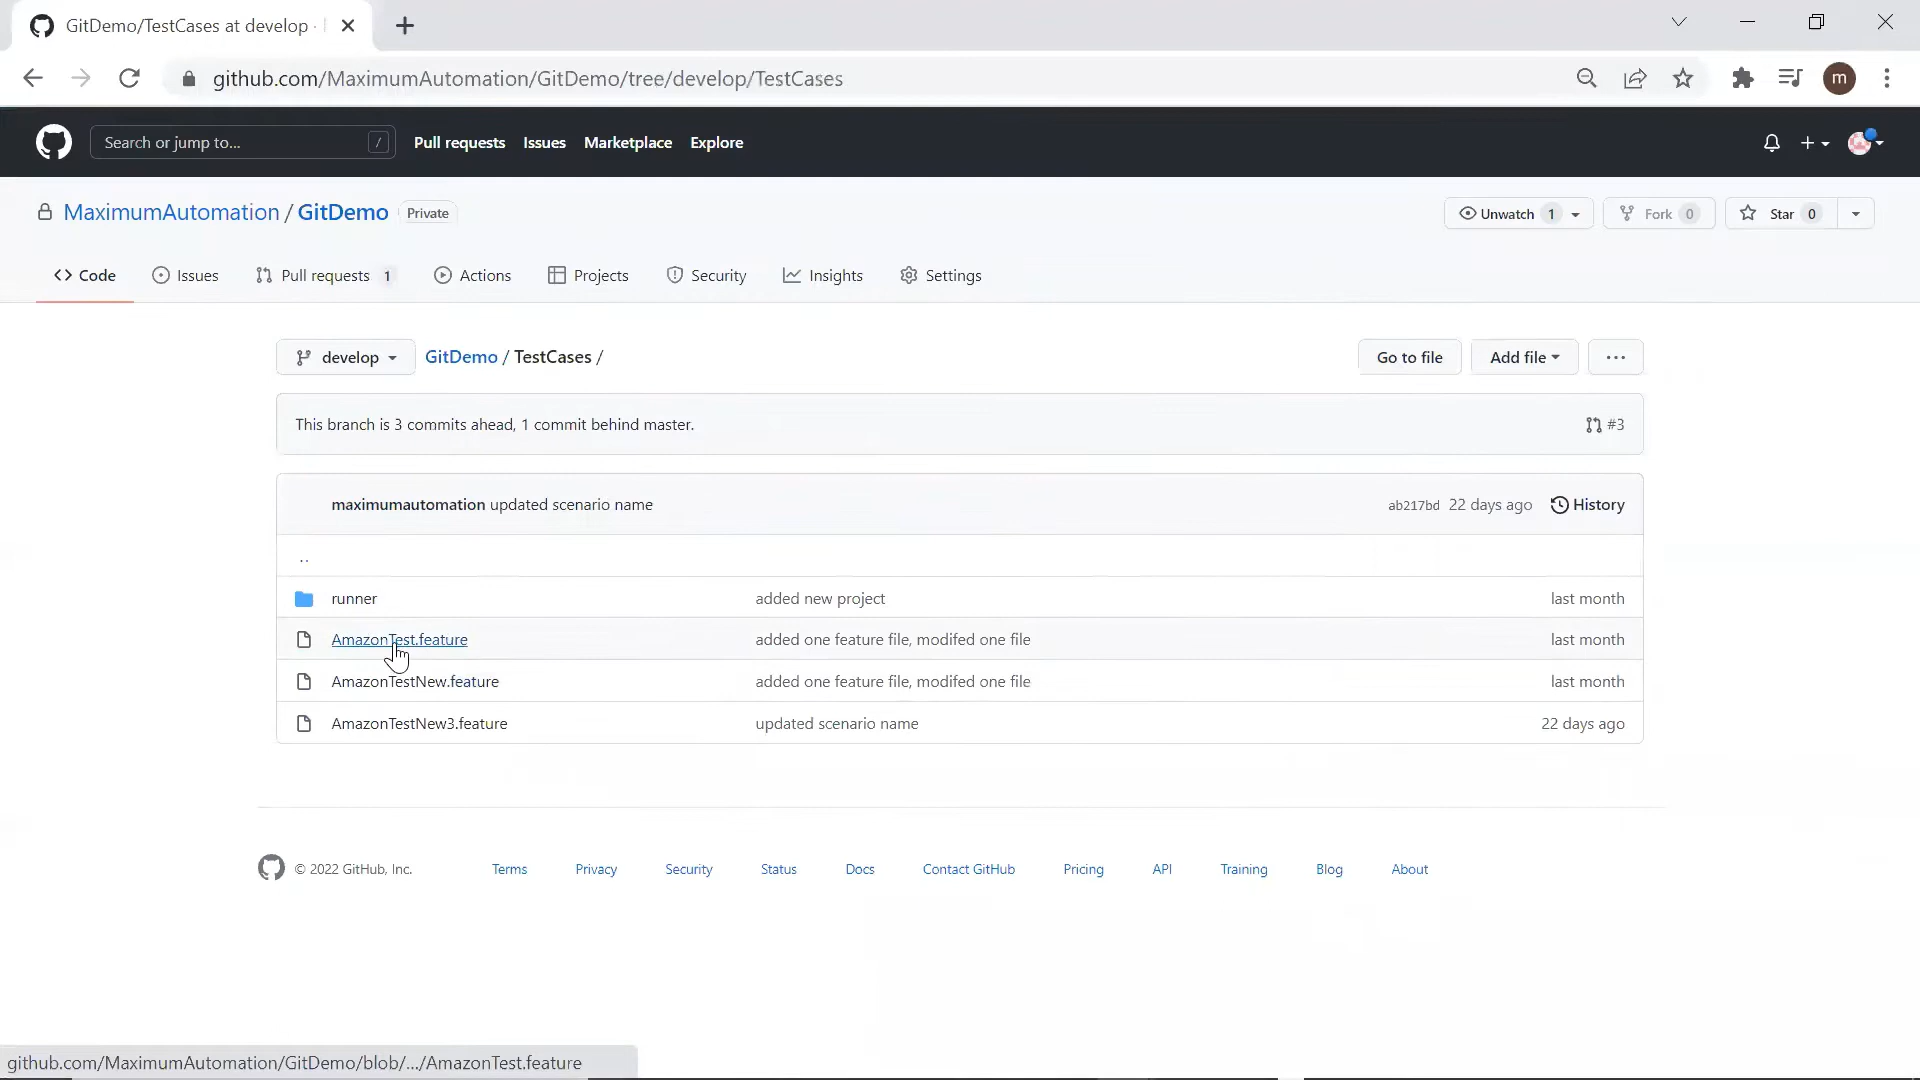 GitDemo/TestCases at develop ·
github.com/MaximumAutomation/GitDemo/tree/develop/TestCases
m
Search or jump to... /
Pull requests Issues Marketplace Explore
MaximumAutomation / GitDemo Private
Unwatch 1 Fork 0 Star 0
Code Issues Pull requests 1 Actions Projects Security Insights Settings
develop GitDemo / TestCases / Go to file Add file ...
This branch is 3 commits ahead, 1 commit behind master. #3
maximumautomation updated scenario name ab217bd 22 days ago History
..
runner added new project last month
AmazonTest.feature added one feature file, modifed one file last month
AmazonTestNew.feature added one feature file, modifed one file last month
AmazonTestNew3.feature updated scenario name 22 days ago
© 2022 GitHub, Inc. Terms Privacy Security Status Docs Contact GitHub Pricing API Training Blog About
github.com/MaximumAutomation/GitDemo/blob/.../AmazonTest.feature